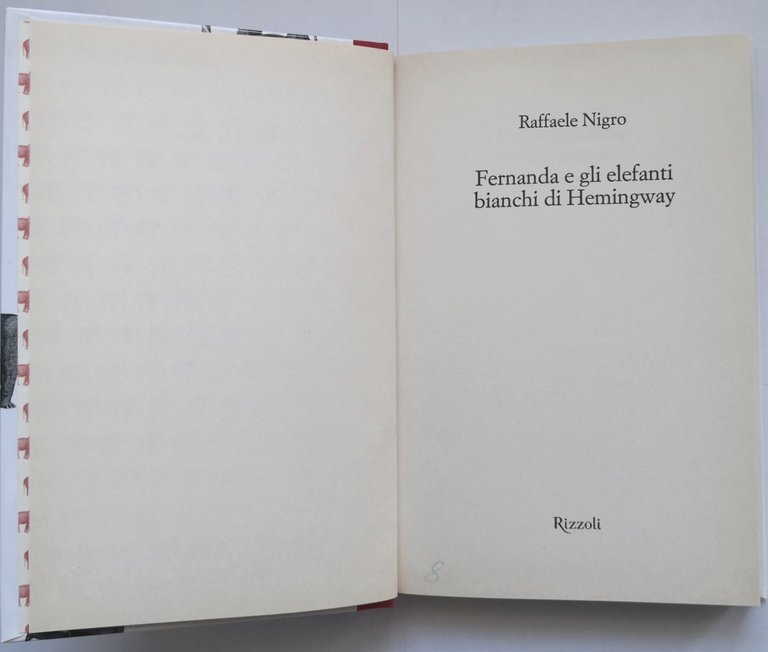 Raffaele Nigro
Fernanda e gli elefanti
bianchi di Hemingway
Rizzoli
8